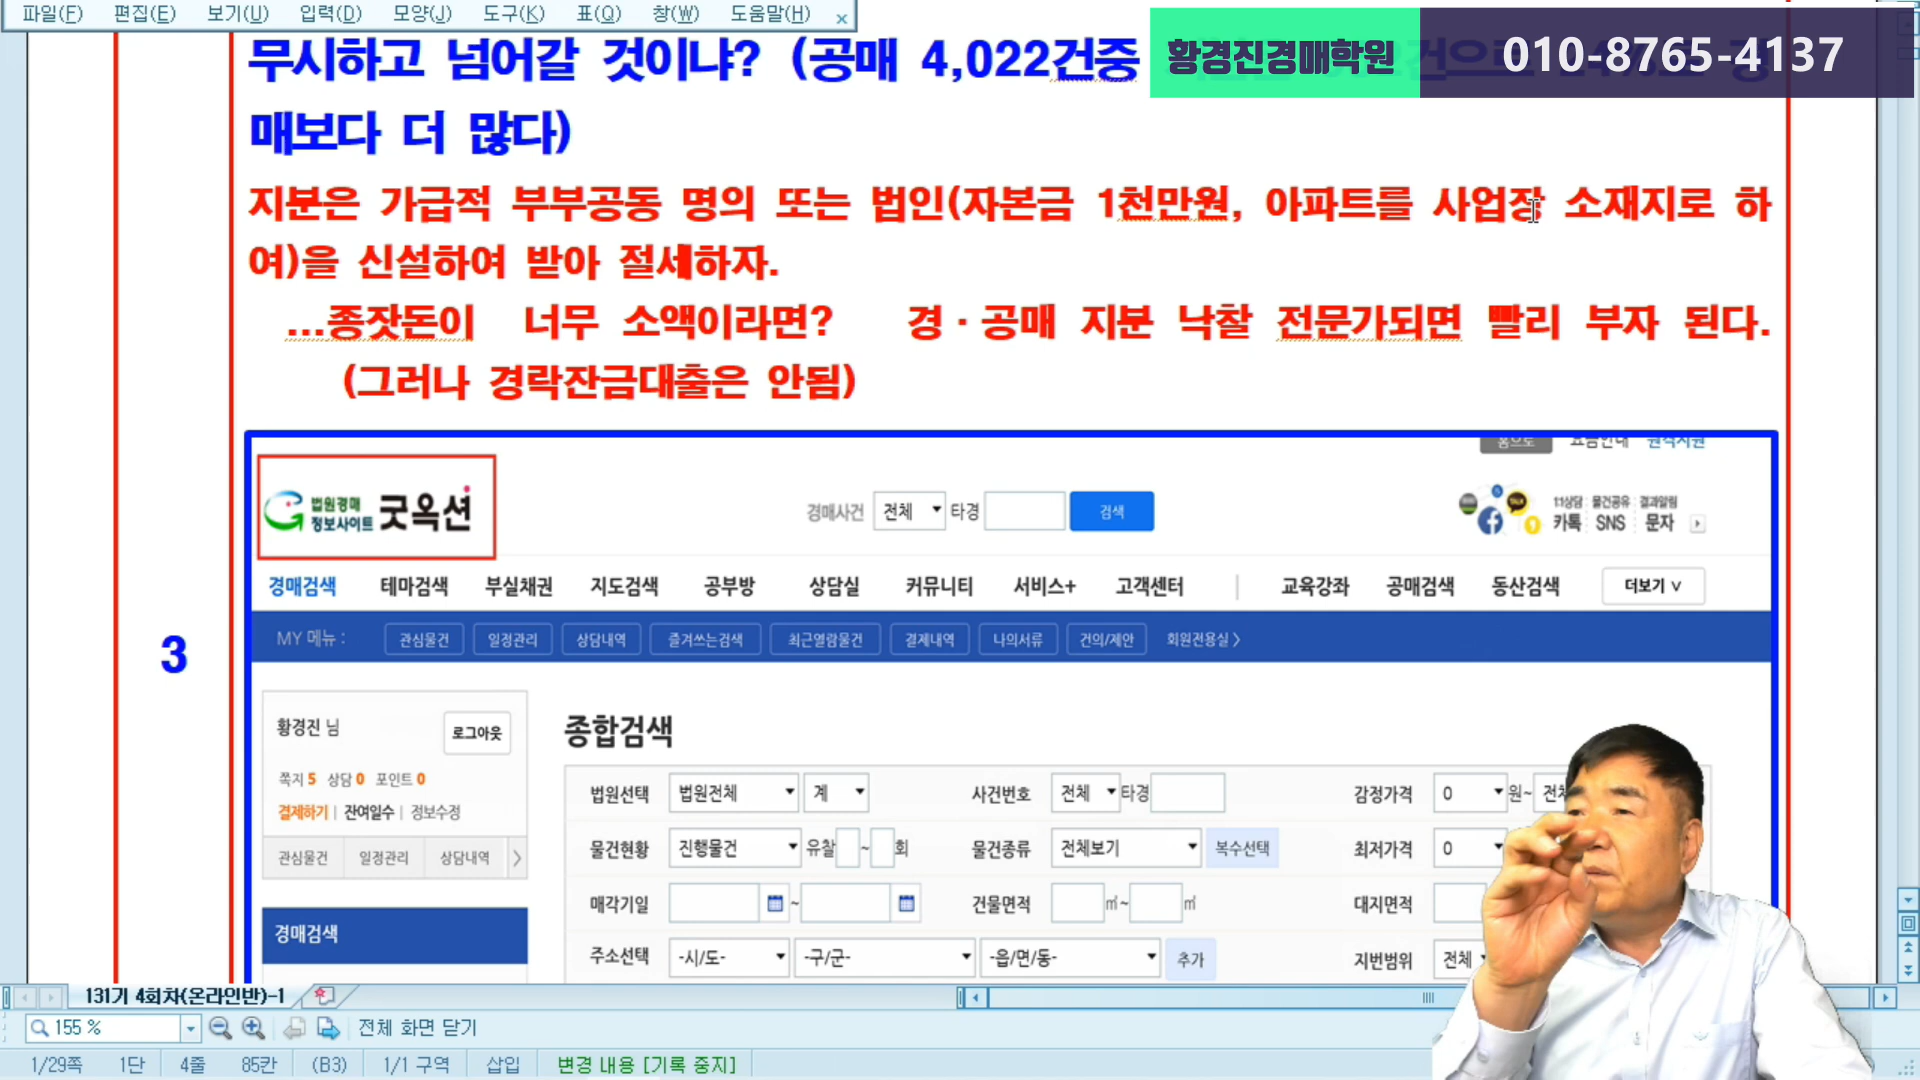 파일(F) 편집(E) 보기(U) 입력(D) 모양(J) 도구(K) 표(Q) 창(W) 도움말(H) x
무시하고 넘어갈 것이냐? (공매 4,022건중
황경진경매학원 010-8765-4137
매보다 더 많다)
지분은 가급적 부부공동 명의 또는 법인(자본금 1천만원, 아파트를 사업장 소재지로 하
여)을 신설하여 받아 절세하자.
...종잣돈이 너무 소액이라면? 경·공매 지분 낙찰 전문가되면 빨리 부자 된다.
(그러나 경락잔금대출은 안됨)
홈으로 요금안내 원격지원
법원경매 정보사이트 굿옥션
경매사건 전체 타경 검색
11상담 물건공유 결과알림
카톡 SNS 문자
경매검색 테마검색 부실채권 지도검색 공부방 상담실 커뮤니티 서비스+ 고객센터 | 교육강좌 공매검색 동산검색 더보기 ∨
3
MY 메뉴 : 관심물건 일정관리 상담내역 즐겨쓰는검색 최근열람물건 결제내역 나의서류 건의/제안 회원전용실 >
황경진 님 로그아웃
쪽지 5 상담 0 포인트 0
결제하기 | 잔여일수 | 정보수정
관심물건 일정관리 상담내역 >
경매검색
종합검색
법원선택 법원전체 계 사건번호 전체 타경 감정가격 0 원~
물건현황 진행물건 유찰 ~ 회 물건종류 전체보기 복수선택 최저가격 0
매각기일 ~ 건물면적 ㎡~ ㎡ 대지면적
주소선택 -시/도- -구/군- -읍/면/동- 추가 지번범위 전체
131기 4회차(온라인반)-1
155 % 전체 화면 닫기
1/29쪽 1단 4줄 85칸 (B3) 1/1 구역 삽입 변경 내용 [기록 중지]